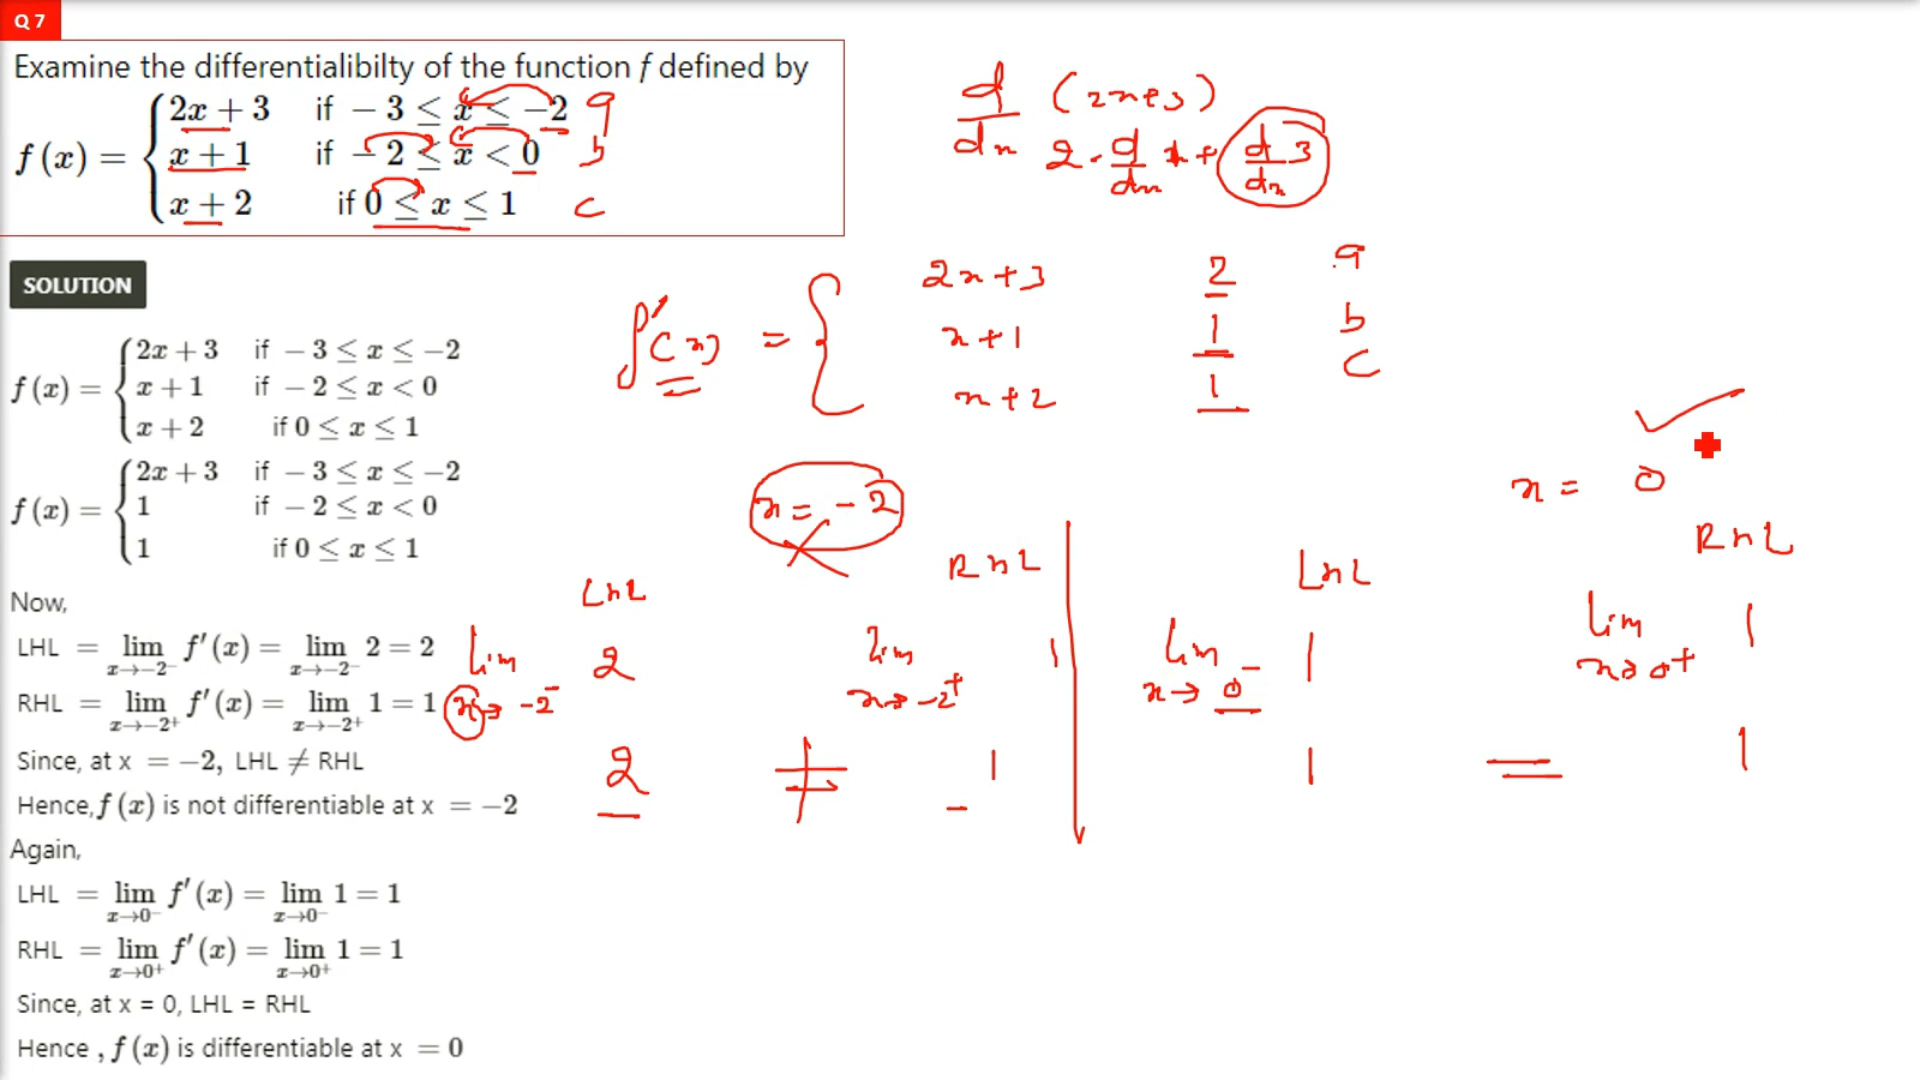 Q 7
Examine the differentialibilty of the function f defined by
f (x) = { 2x + 3 if − 3 ≤ x ≤ −2 a
x + 1 if − 2 ≤ x < 0 b
x + 2 if 0 ≤ x ≤ 1 c
d/dx (2x+3)
2 · d/dx x + d/dx 3
SOLUTION
f (x) = { 2x + 3 if − 3 ≤ x ≤ −2
x + 1 if − 2 ≤ x < 0
x + 2 if 0 ≤ x ≤ 1
f (x) = { 2x + 3 if − 3 ≤ x ≤ −2
1 if − 2 ≤ x < 0
1 if 0 ≤ x ≤ 1
Now,
LHL = lim x→−2⁻ f′ (x) = lim x→−2⁻ 2 = 2
RHL = lim x→−2⁺ f′ (x) = lim x→−2⁺ 1 = 1
Since, at x = −2, LHL ≠ RHL
Hence, f (x) is not differentiable at x = −2
Again,
LHL = lim x→0⁻ f′ (x) = lim x→0⁻ 1 = 1
RHL = lim x→0⁺ f′ (x) = lim x→0⁺ 1 = 1
Since, at x = 0, LHL = RHL
Hence , f (x) is differentiable at x = 0
f′(x) = { 2x+3 2 a
x+1 1 b
x+2 1 c
x = -2
LHL RHL
lim x→-2⁻ 2 lim x→-2⁺ 1
2 ≠ 1
x = 0
LHL RHL
lim x→0⁻ 1 lim x→0⁺ 1
1 = 1